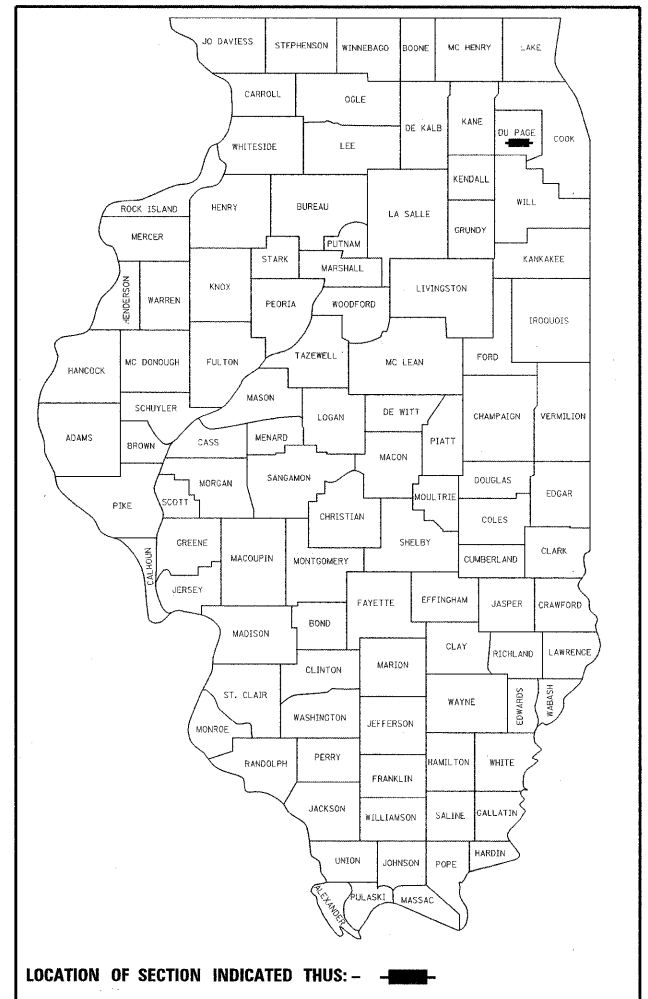 JO DAVIESS STEPHENSON WINNEBAGO BOONE MC HENRY LAKE
CARROLL OGLE DE KALB KANE DU PAGE COOK
WHITESIDE LEE
KENDALL
ROCK ISLAND HENRY BUREAU LA SALLE WILL
MERCER PUTNAM GRUNDY
STARK MARSHALL KANKAKEE
HENDERSON WARREN KNOX PEORIA WOODFORD LIVINGSTON
IROQUOIS
HANCOCK MC DONOUGH FULTON TAZEWELL MC LEAN FORD
MASON
SCHUYLER LOGAN DE WITT CHAMPAIGN VERMILION
ADAMS BROWN CASS MENARD PIATT
MACON
PIKE SCOTT MORGAN SANGAMON MOULTRIE DOUGLAS EDGAR
CHRISTIAN COLES
GREENE SHELBY
CALHOUN MACOUPIN MONTGOMERY CUMBERLAND CLARK
JERSEY
FAYETTE EFFINGHAM JASPER CRAWFORD
MADISON BOND
CLAY RICHLAND LAWRENCE
CLINTON MARION
ST. CLAIR WAYNE EDWARDS WABASH
WASHINGTON JEFFERSON
MONROE
RANDOLPH PERRY HAMILTON WHITE
FRANKLIN
JACKSON WILLIAMSON SALINE GALLATIN
UNION JOHNSON POPE HARDIN
ALEXANDER PULASKI MASSAC
LOCATION OF SECTION INDICATED THUS: -